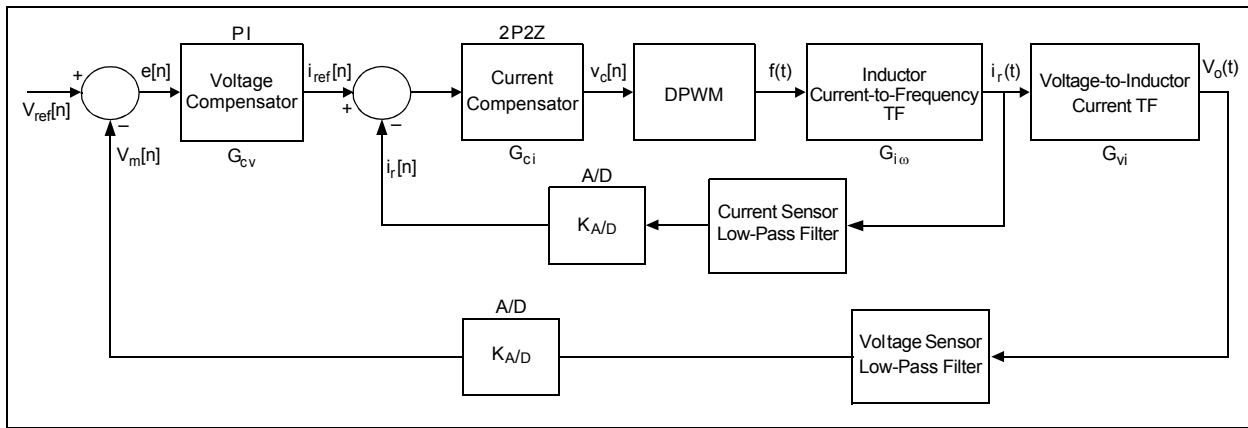 PI
2P2Z
e[n]
Voltage
Compensator
i_ref[n]
Current
Compensator
v_c[n]
DPWM
f(t)
Inductor
Current-to-Frequency
TF
i_r(t)
Voltage-to-Inductor
Current TF
V_o(t)
+
V_ref[n]
−
V_m[n]
G_cv
+
−
i_r[n]
G_ci
G_iω
G_vi
A/D
K_A/D
Current Sensor
Low-Pass Filter
A/D
K_A/D
Voltage Sensor
Low-Pass Filter